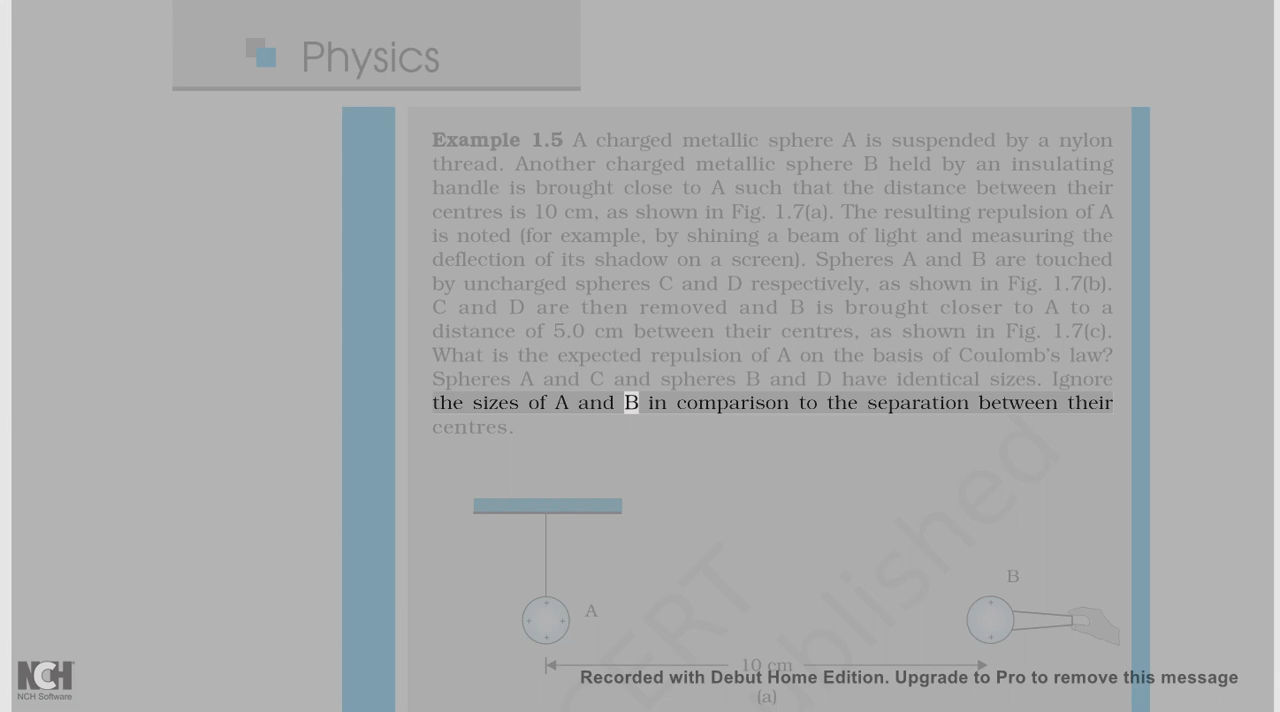 Physics
Example 1.5 A charged metallic sphere A is suspended by a nylon
thread. Another charged metallic sphere B held by an insulating
handle is brought close to A such that the distance between their
centres is 10 cm, as shown in Fig. 1.7(a). The resulting repulsion of A
is noted (for example, by shining a beam of light and measuring the
deflection of its shadow on a screen). Spheres A and B are touched
by uncharged spheres C and D respectively, as shown in Fig. 1.7(b).
C and D are then removed and B is brought closer to A to a
distance of 5.0 cm between their centres, as shown in Fig. 1.7(c).
What is the expected repulsion of A on the basis of Coulomb's law?
Spheres A and C and spheres B and D have identical sizes. Ignore
the sizes of A and B in comparison to the separation between their
centres.
B
A
10 cm
(a)
NCH
NCH Software
Recorded with Debut Home Edition. Upgrade to Pro to remove this message